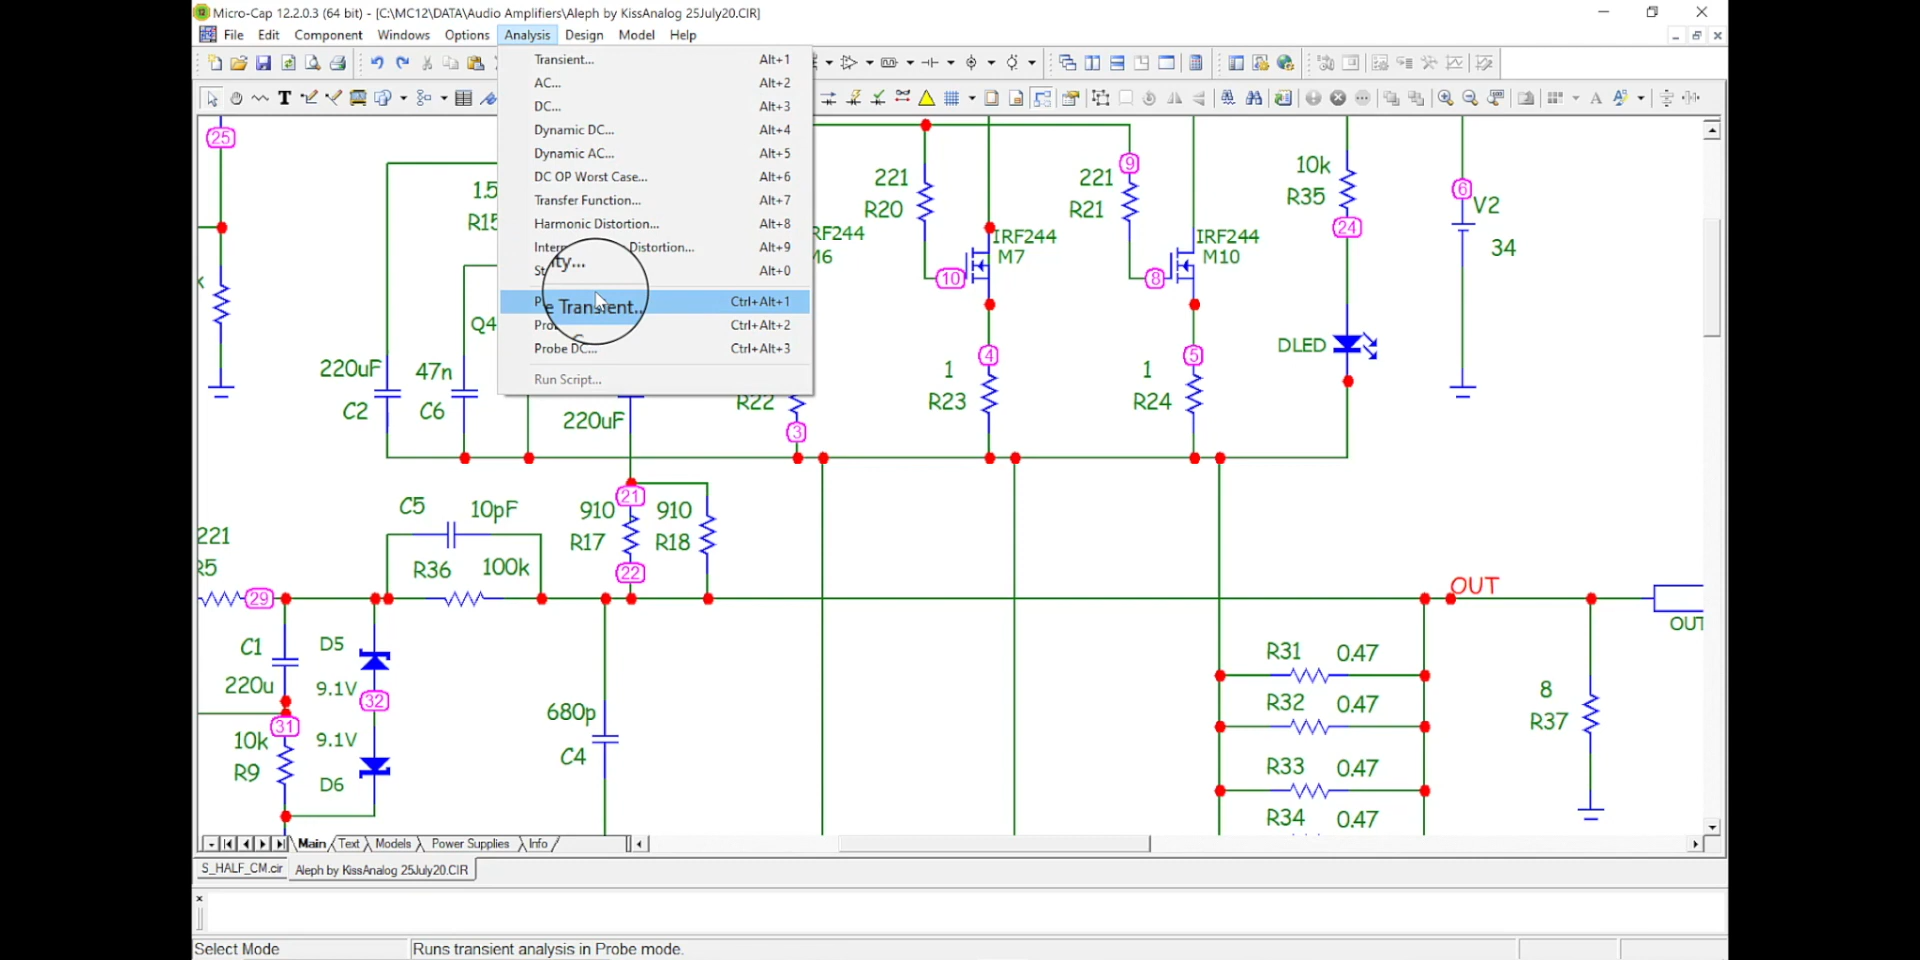 Micro-Cap 12.2.0.3 (64 bit) - [C:\MC12\DATA\Audio Amplifiers\Aleph by KissAnalog 25July20.CIR]
File Edit Component Windows Options Analysis Design Model Help
Transient... Alt+1
AC... Alt+2
DC... Alt+3
Dynamic DC... Alt+4
Dynamic AC... Alt+5
DC OP Worst Case... Alt+6
Transfer Function... Alt+7
Harmonic Distortion... Alt+8
Distortion... Alt+9
ty... Alt+0
e Transient.. Ctrl+Alt+1
Ctrl+Alt+2
Probe DC... Ctrl+Alt+3
Run Script...
25
R15
Q4
220uF
C2
47n
C6
220uF
R22
3
RF244
M6
221
R20
10
IRF244
M7
4
1
R23
9
221
R21
8
IRF244
M10
5
1
R24
10k
R35
24
DLED
6
V2
34
C5 10pF
R36 100k
21
910
R17
910
R18
22
221
R5
29
C1
220u
D5
9.1V
32
31
10k
R9
9.1V
D6
680p
C4
OUT
OUT
R31 0.47
R32 0.47
R33 0.47
R34 0.47
8
R37
Main Text Models Power Supplies Info
S_HALF_CM.cir Aleph by KissAnalog 25July20.CIR
Select Mode Runs transient analysis in Probe mode.